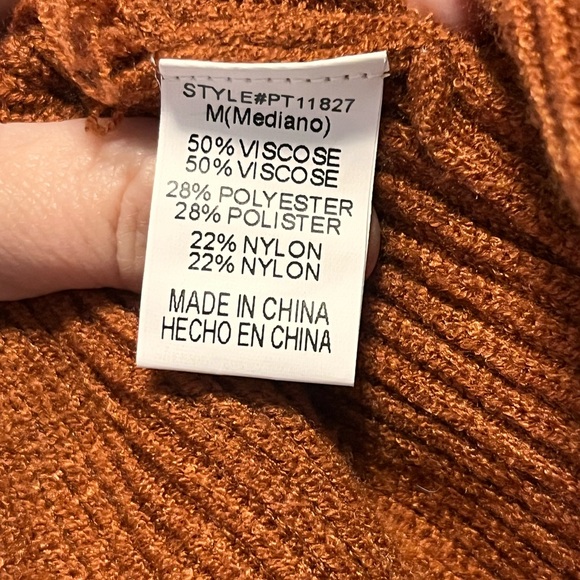 STYLE#PT11827
M(Mediano)
50% VISCOSE
50% VISCOSE
28% POLYESTER
28% POLISTER
22% NYLON
22% NYLON
MADE IN CHINA
HECHO EN CHINA